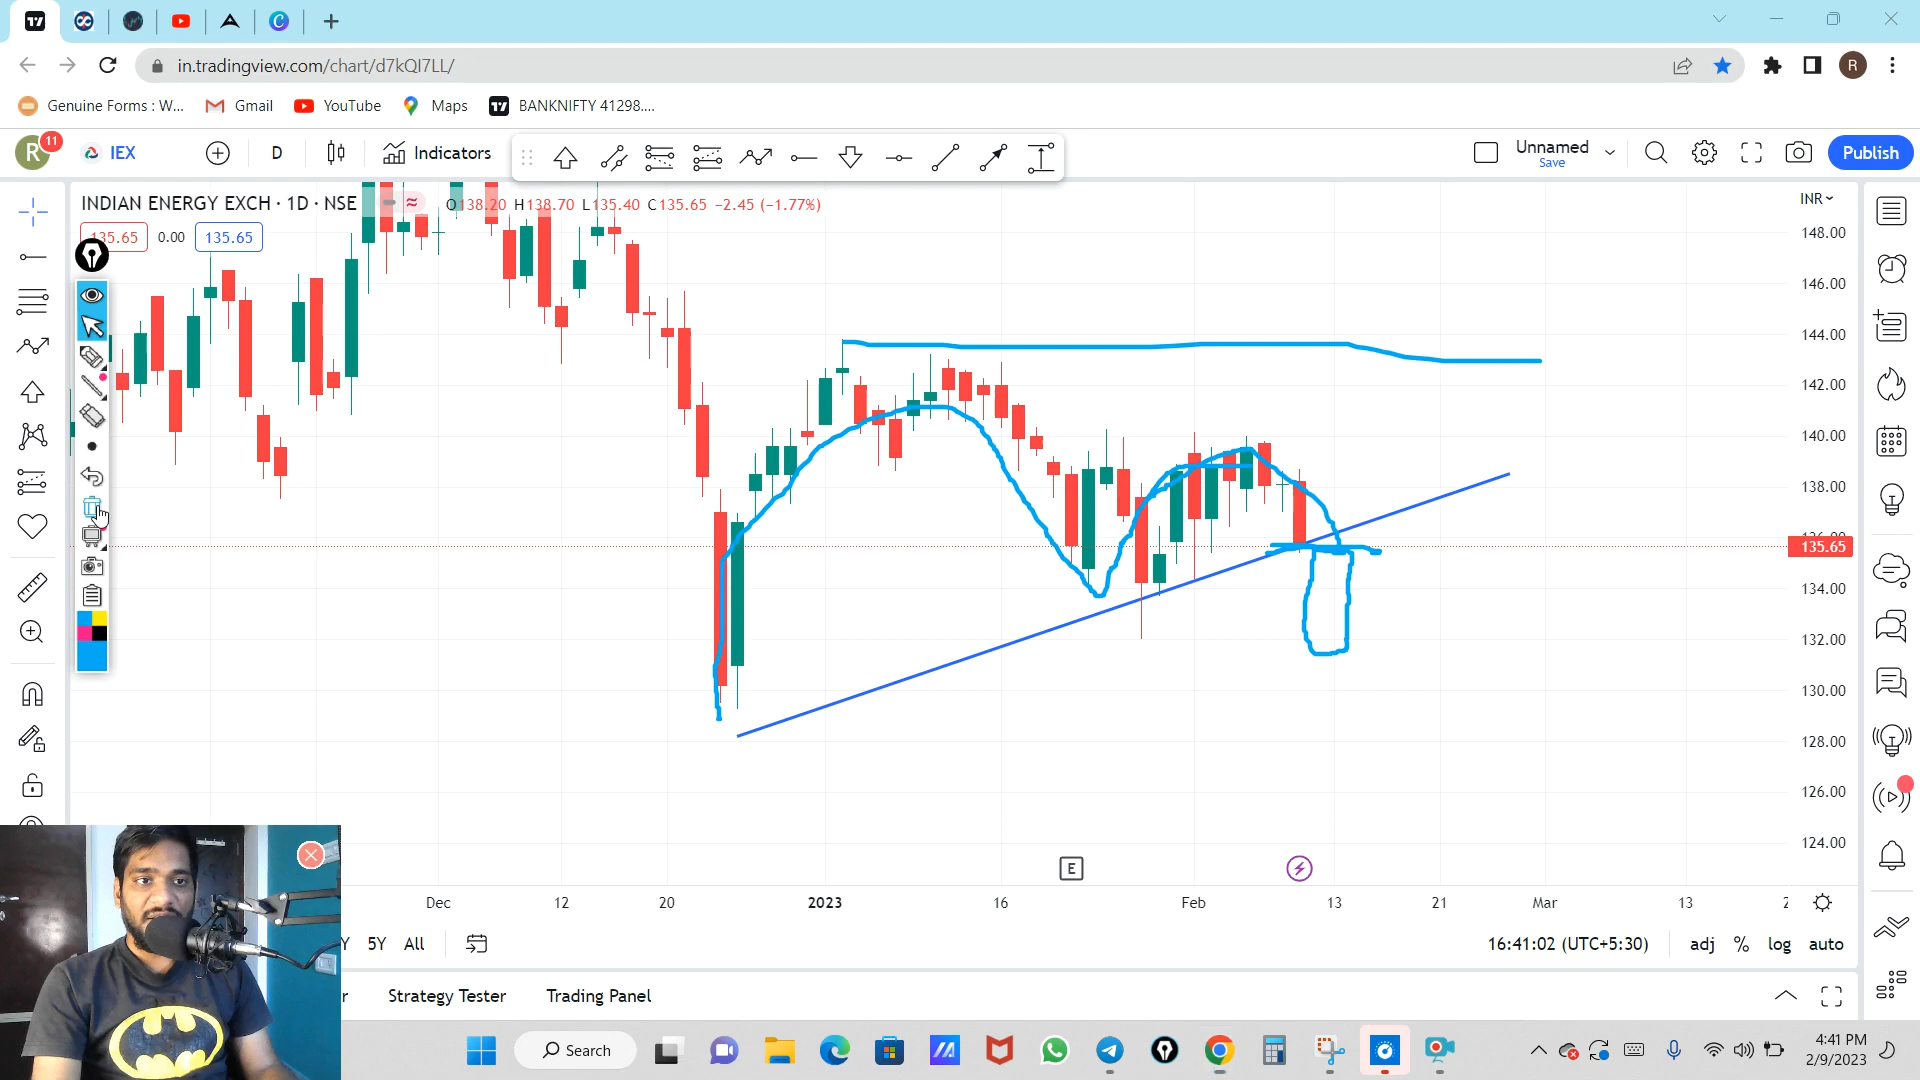 in.tradingview.com/chart/d7kQI7LL/
Genuine Forms : W...
Gmail
YouTube
Maps
BANKNIFTY 41298....
R
11
IEX
D
Indicators
Unnamed
Save
Publish
INDIAN ENERGY EXCH · 1D · NSE
O138.20 H138.70 L135.40 C135.65 −2.45 (−1.77%)
135.65
0.00
135.65
INR
148.00
146.00
144.00
142.00
140.00
138.00
135.65
134.00
132.00
130.00
128.00
126.00
124.00
E
Dec
12
20
2023
16
Feb
13
21
Mar
13
2
Y
5Y
All
16:41:02 (UTC+5:30)
adj
%
log
auto
r
Strategy Tester
Trading Panel
Search
4:41 PM
2/9/2023